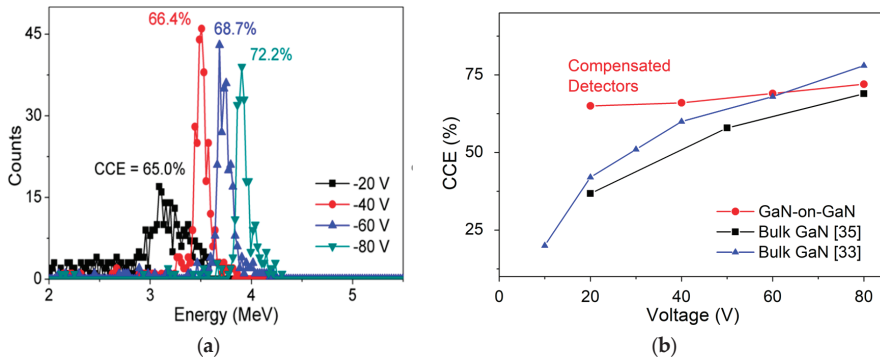 66.4%
68.7%
72.2%
CCE = 65.0%
-20 V
-40 V
-60 V
-80 V
45
30
15
0
Counts
2 3 4 5
Energy (MeV)
(a)
Compensated
Detectors
GaN-on-GaN
Bulk GaN [35]
Bulk GaN [33]
75
50
25
CCE (%)
0 20 40 60 80
Voltage (V)
(b)